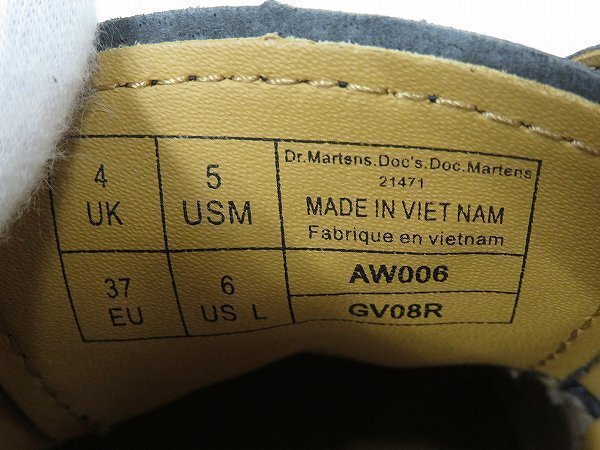 4
UK
5
USM
37
EU
6
US L
Dr.Martens.Doc's.Doc.Martens
21471
MADE IN VIET NAM
Fabrique en vietnam
AW006
GV08R